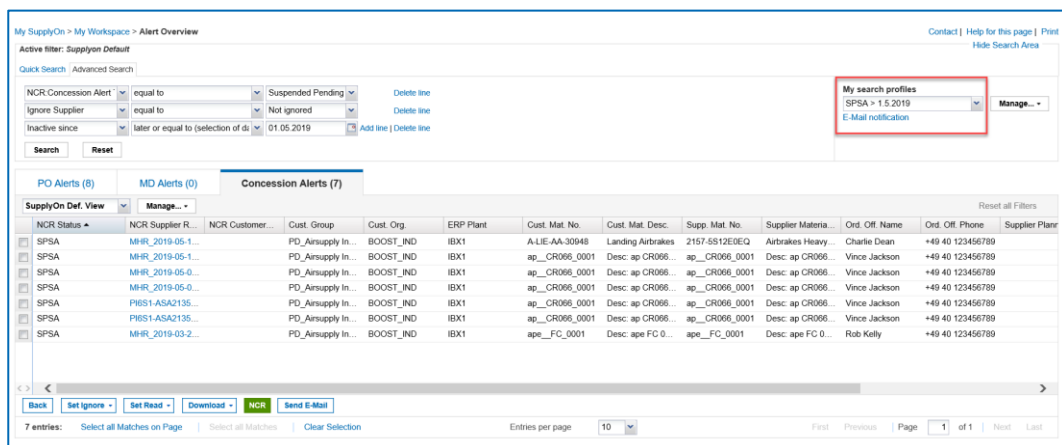 My SupplyOn > My Workspace > Alert Overview
Contact | Help for this page | Print
Active filter: Supplyon Default
Hide Search Area
Quick Search Advanced Search
NCR:Concession Alert equal to Suspended Pending Delete line
Ignore Supplier equal to Not ignored Delete line
Inactive since later or equal to (selection of da 01.05.2019 Add line | Delete line
Search Reset
My search profiles
SPSA > 1.5.2019 Manage...
E-Mail notification
PO Alerts (8) MD Alerts (0) Concession Alerts (7)
SupplyOn Def. View Manage... Reset all Filters
NCR Status NCR Supplier R... NCR Customer... Cust. Group Cust. Org. ERP Plant Cust. Mat. No. Cust. Mat. Desc. Supp. Mat. No. Supplier Materia... Ord. Off. Name Ord. Off. Phone Supplier Plann
SPSA MHR_2019-05-1... PD_Airsupply In... BOOST_IND IBX1 A-LIE-AA-30948 Landing Airbrakes 2157-5S12E0EQ Airbrakes Heavy... Charlie Dean +49 40 123456789
SPSA MHR_2019-05-1... PD_Airsupply In... BOOST_IND IBX1 ap__CR066_0001 Desc: ap CR066... ap__CR066_0001 Desc: ap CR066... Vince Jackson +49 40 123456789
SPSA MHR_2019-05-0... PD_Airsupply In... BOOST_IND IBX1 ap__CR066_0001 Desc: ap CR066... ap__CR066_0001 Desc: ap CR066... Vince Jackson +49 40 123456789
SPSA MHR_2019-05-0... PD_Airsupply In... BOOST_IND IBX1 ap__CR066_0001 Desc: ap CR066... ap__CR066_0001 Desc: ap CR066... Vince Jackson +49 40 123456789
SPSA PI6S1-ASA2135... PD_Airsupply In... BOOST_IND IBX1 ap__CR066_0001 Desc: ap CR066... ap__CR066_0001 Desc: ap CR066... Vince Jackson +49 40 123456789
SPSA PI6S1-ASA2135... PD_Airsupply In... BOOST_IND IBX1 ap__CR066_0001 Desc: ap CR066... ap__CR066_0001 Desc: ap CR066... Vince Jackson +49 40 123456789
SPSA MHR_2019-03-2... PD_Airsupply In... BOOST_IND IBX1 ape__FC_0001 Desc: ape FC 0... ape__FC_0001 Desc: ape FC 0... Rob Kelly +49 40 123456789
Back Set Ignore Set Read Download NCR Send E-Mail
7 entries: Select all Matches on Page | Select all Matches | Clear Selection Entries per page 10 First Previous | Page 1 of 1 | Next Last